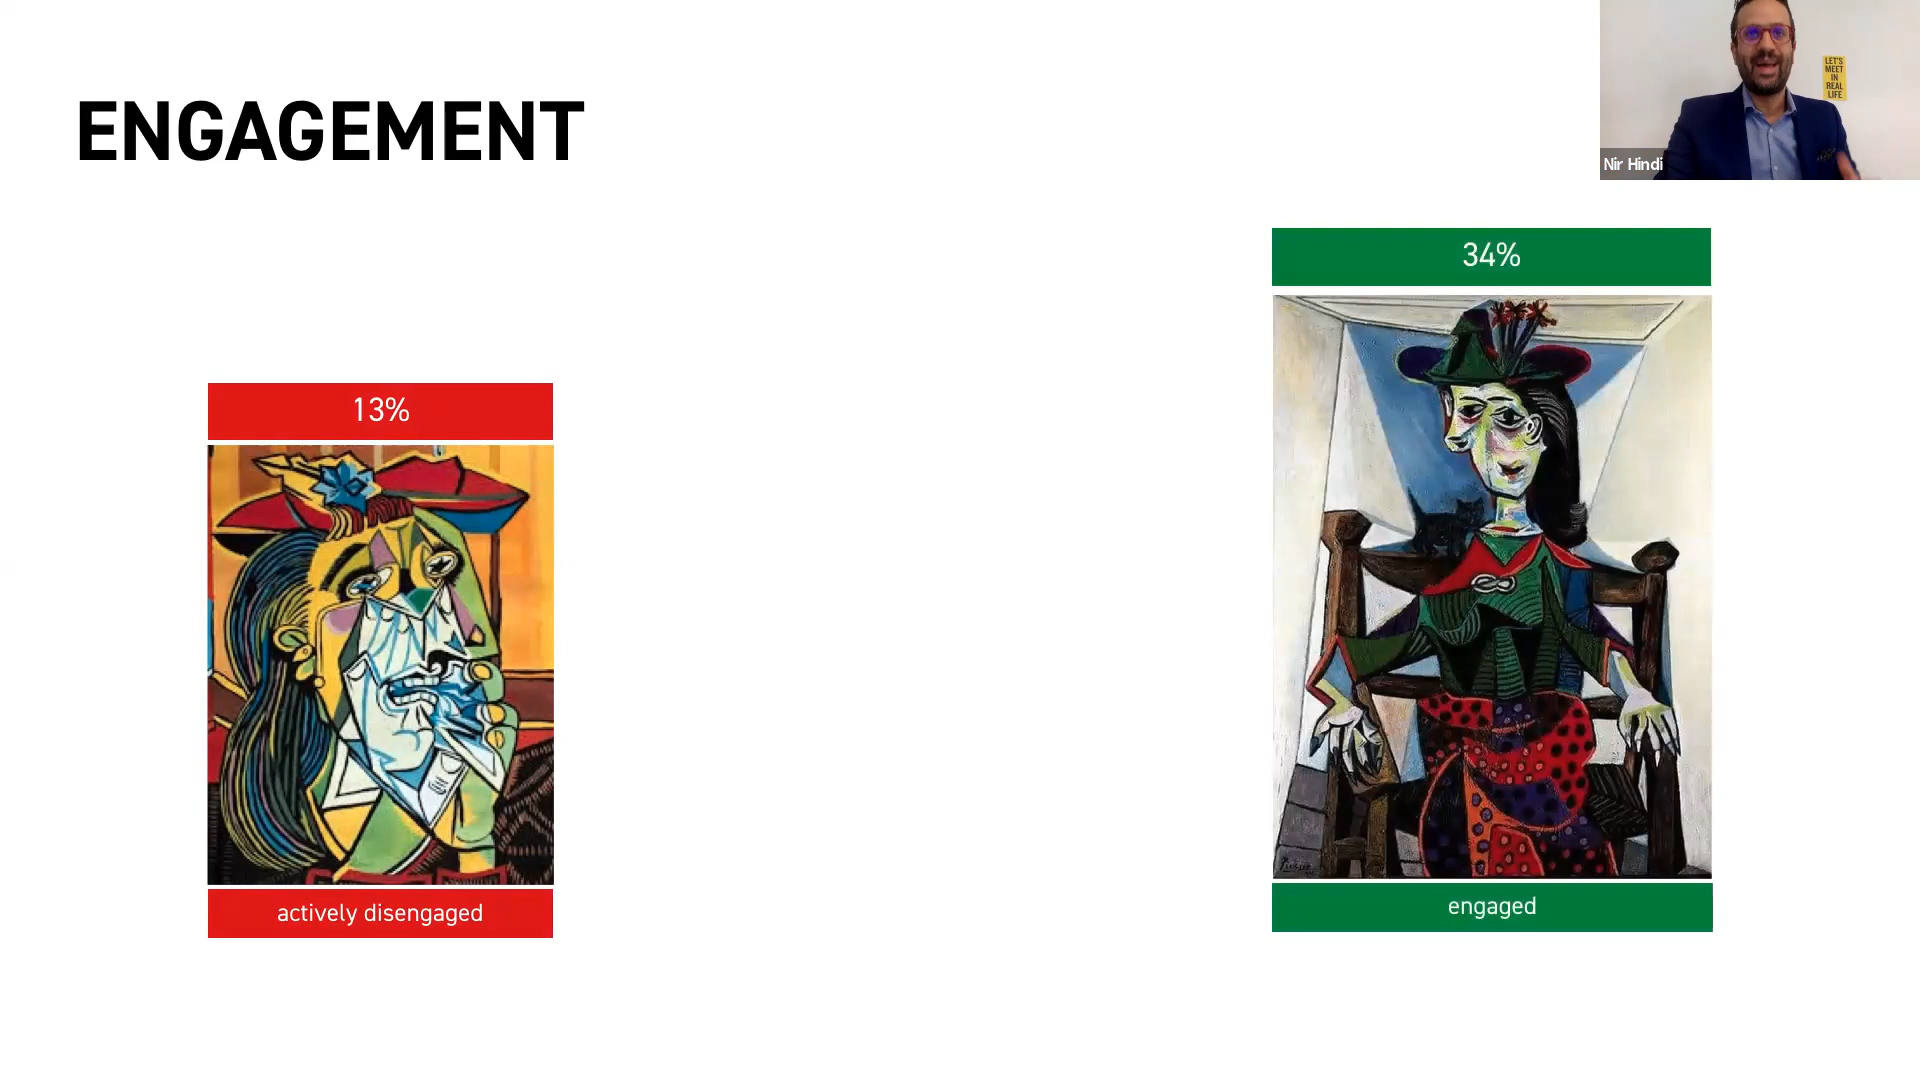 ENGAGEMENT
LET'S
MEET
IN
REAL
LIFE
Nir Hindi
34%
13%
actively disengaged
engaged